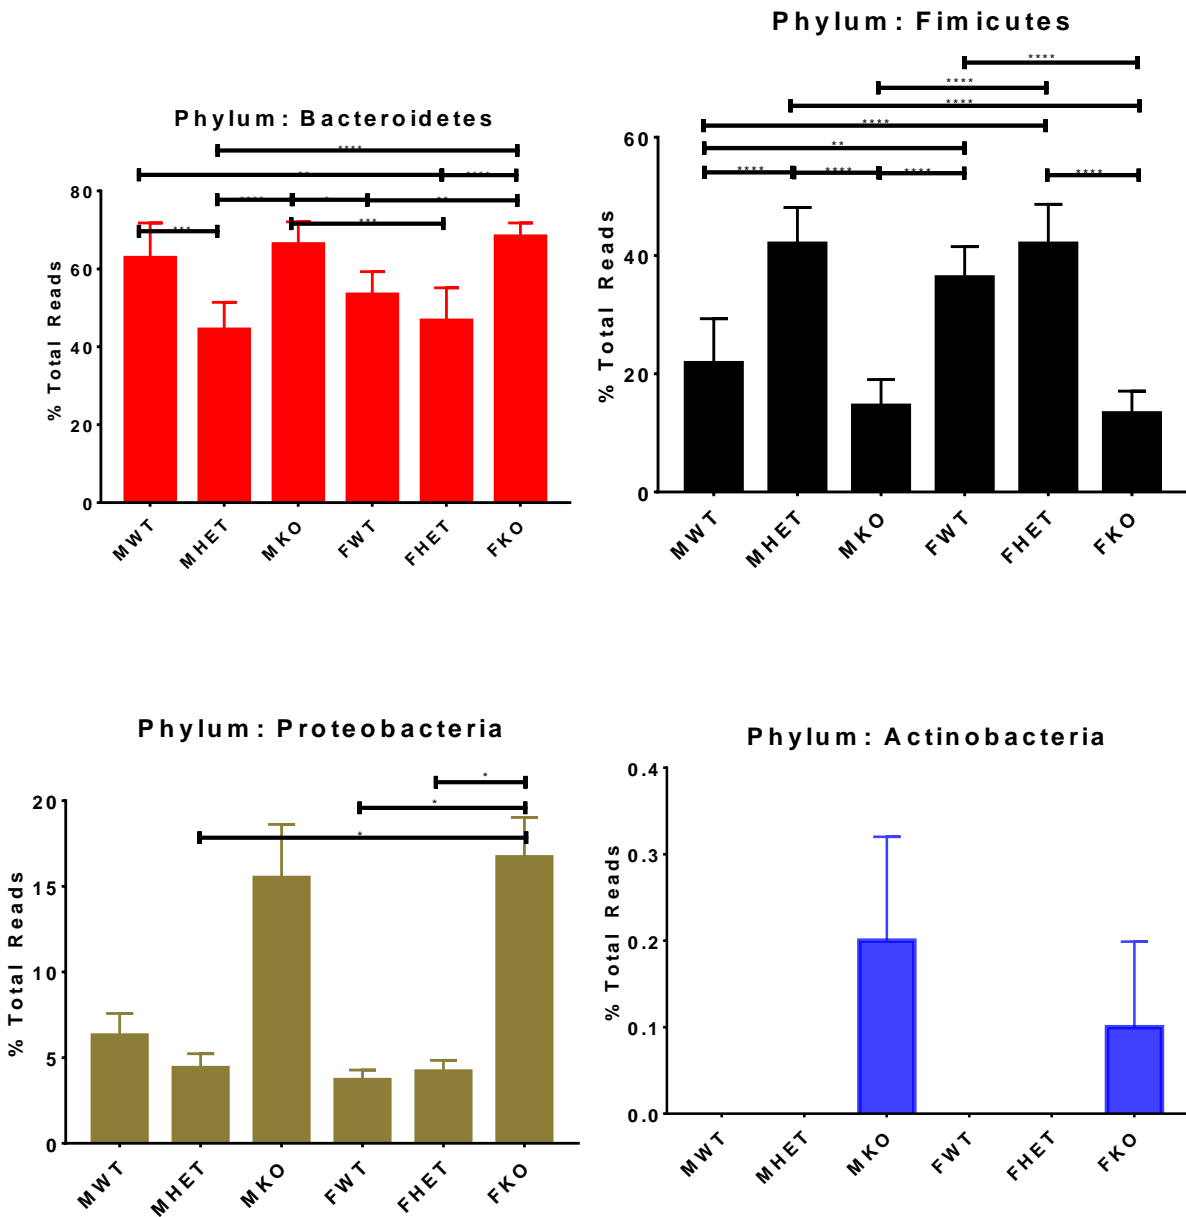 Phylum: Bacteroidetes
****
**
****
****
*
**
***
***
% Total Reads
80
60
40
20
0
MWT
MHET
MKO
FWT
FHET
FKO
Phylum: Fimicutes
****
****
****
****
**
****
****
****
****
% Total Reads
60
40
20
0
MWT
MHET
MKO
FWT
FHET
FKO
Phylum: Proteobacteria
*
*
*
% Total Reads
20
15
10
5
0
MWT
MHET
MKO
FWT
FHET
FKO
Phylum: Actinobacteria
% Total Reads
0.4
0.3
0.2
0.1
0.0
MWT
MHET
MKO
FWT
FHET
FKO